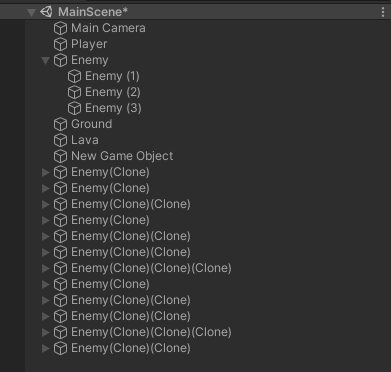 MainScene*
Main Camera
Player
Enemy
Enemy (1)
Enemy (2)
Enemy (3)
Ground
Lava
New Game Object
Enemy(Clone)
Enemy(Clone)
Enemy(Clone)(Clone)
Enemy(Clone)
Enemy(Clone)(Clone)
Enemy(Clone)(Clone)
Enemy(Clone)(Clone)(Clone)
Enemy(Clone)
Enemy(Clone)(Clone)
Enemy(Clone)(Clone)
Enemy(Clone)(Clone)(Clone)
Enemy(Clone)(Clone)